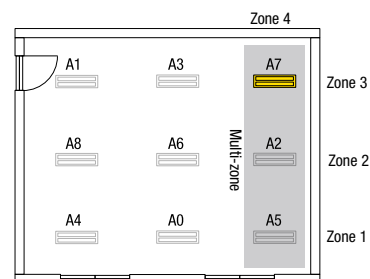 Zone 4
A1 A3 A7
Zone 3
A8 A6 A2
Multi-zone
Zone 2
A4 A0 A5
Zone 1